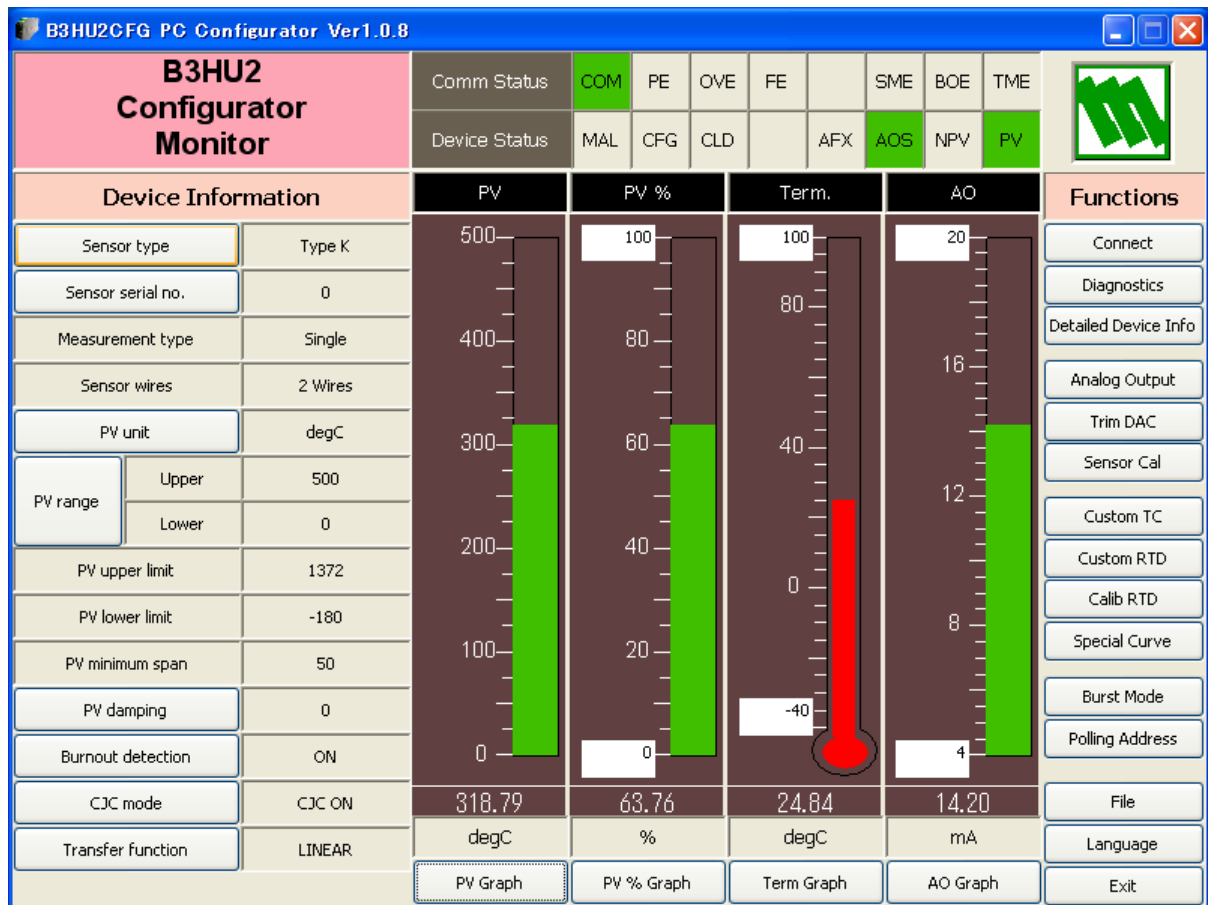 B3HU2CFG PC Configurator Ver1.0.8
B3HU2
Configurator
Monitor
Comm Status COM PE OVE FE SME BOE TME
Device Status MAL CFG CLD AFX AOS NPV PV
Device Information
Sensor type Type K
Sensor serial no. 0
Measurement type Single
Sensor wires 2 Wires
PV unit degC
PV range
Upper 500
Lower 0
PV upper limit 1372
PV lower limit -180
PV minimum span 50
PV damping 0
Burnout detection ON
CJC mode CJC ON
Transfer function LINEAR
PV
500
400
300
200
100
0
318.79
degC
PV Graph
PV %
100
80
60
40
20
0
63.76
%
PV % Graph
Term.
100
80
40
0
-40
24.84
degC
Term Graph
AO
20
16
12
8
4
14.20
mA
AO Graph
Functions
Connect
Diagnostics
Detailed Device Info
Analog Output
Trim DAC
Sensor Cal
Custom TC
Custom RTD
Calib RTD
Special Curve
Burst Mode
Polling Address
File
Language
Exit